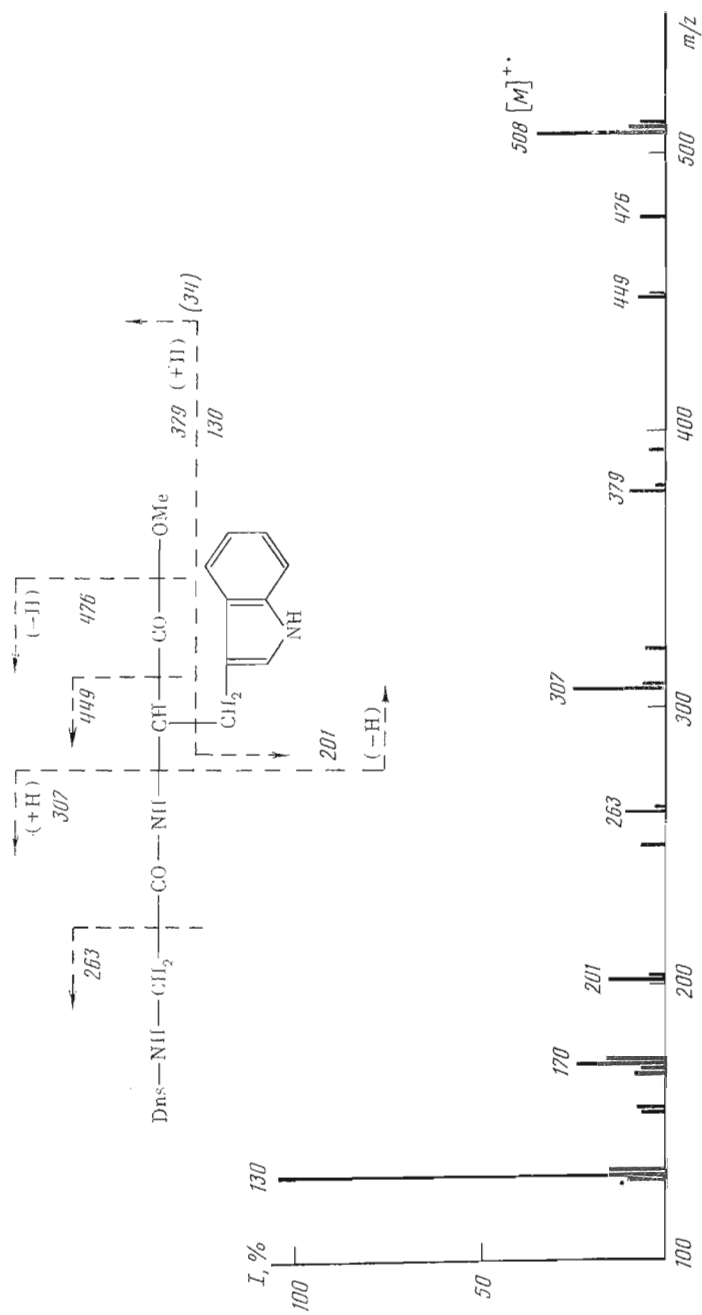 (−H)
(+H)
449
476
307
263
Dns—NH—CH₂—CO—NH—CH—CO—OMe
379 (+H)
(34)
130
CH₂
NH
201
(−H)
I, %
100
50
130
170
201
263
307
379
449
476
508 [M]⁺·
100
200
300
400
500
m/z